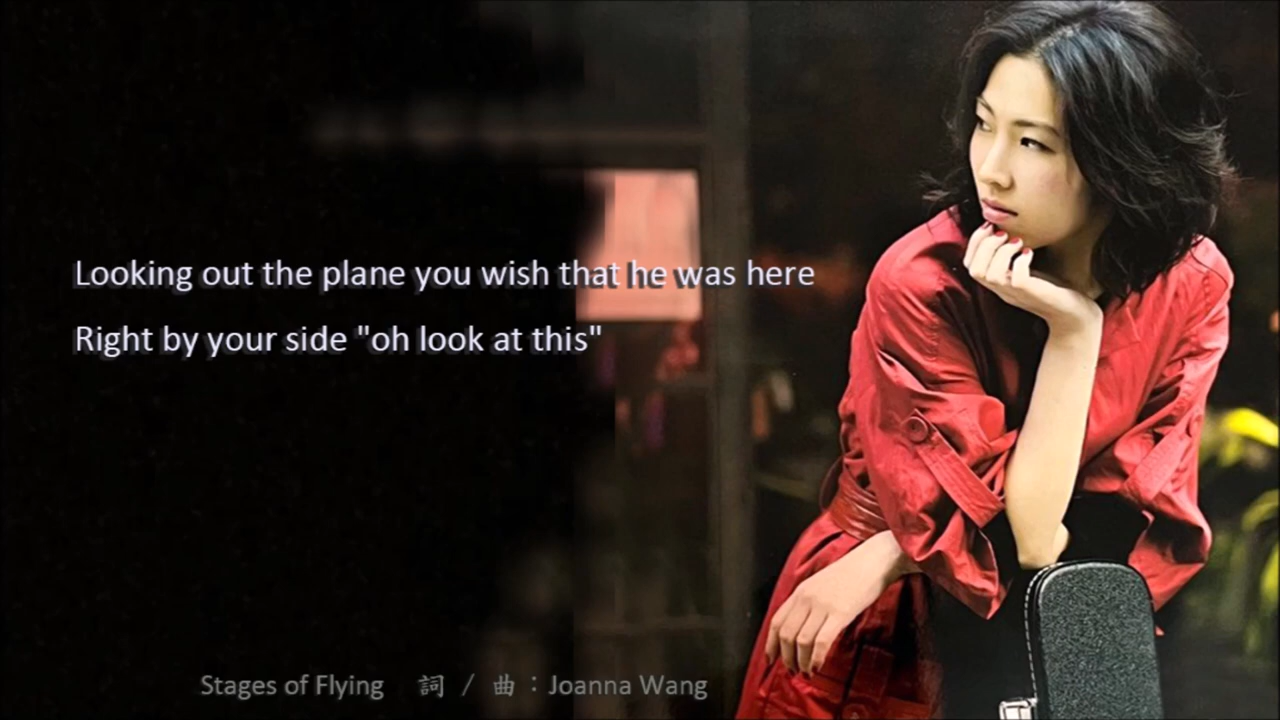 Looking out the plane you wish that he was here
Right by your side "oh look at this"
Stages of Flying 詞 / 曲：Joanna Wang